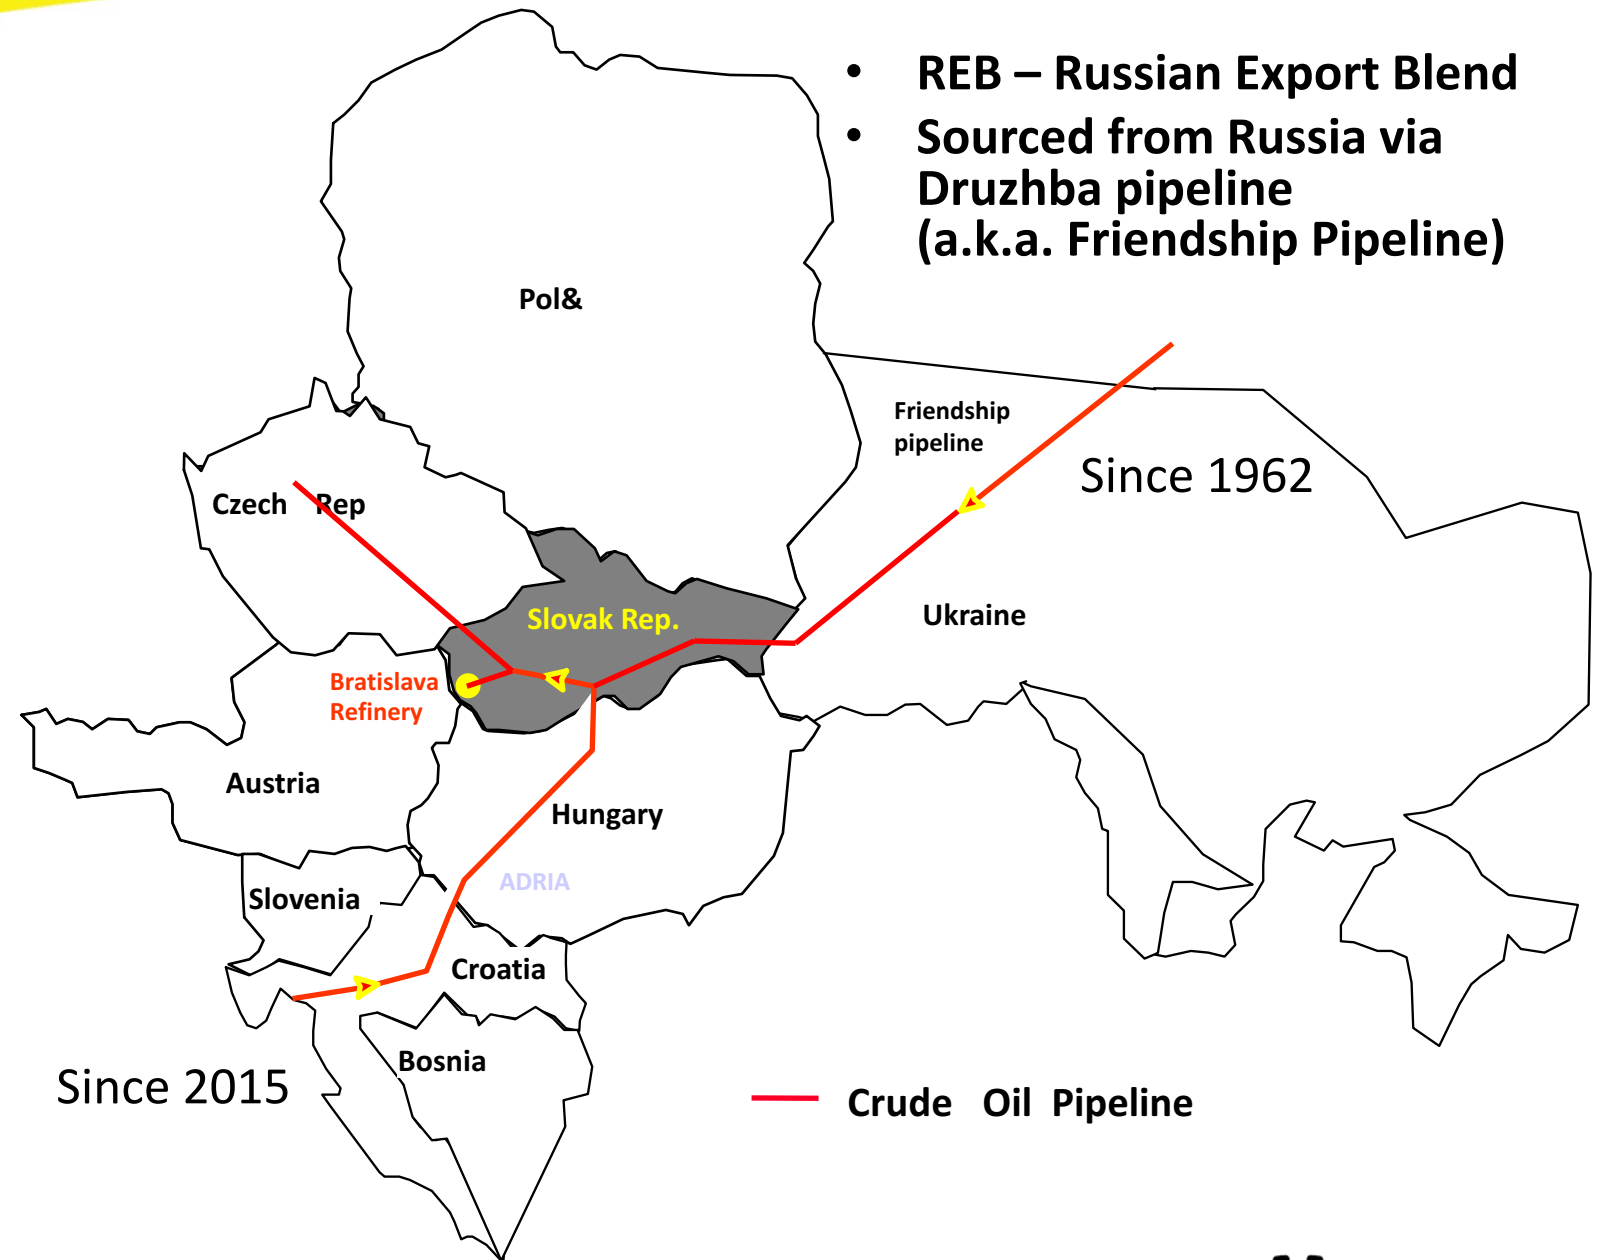 • REB – Russian Export Blend
• Sourced from Russia via
Druzhba pipeline
(a.k.a. Friendship Pipeline)
Pol&
Friendship
pipeline
Since 1962
Czech Rep
Slovak Rep.
Ukraine
Bratislava
Refinery
Austria
Hungary
ADRIA
Slovenia
Croatia
Bosnia
Since 2015
Crude Oil Pipeline